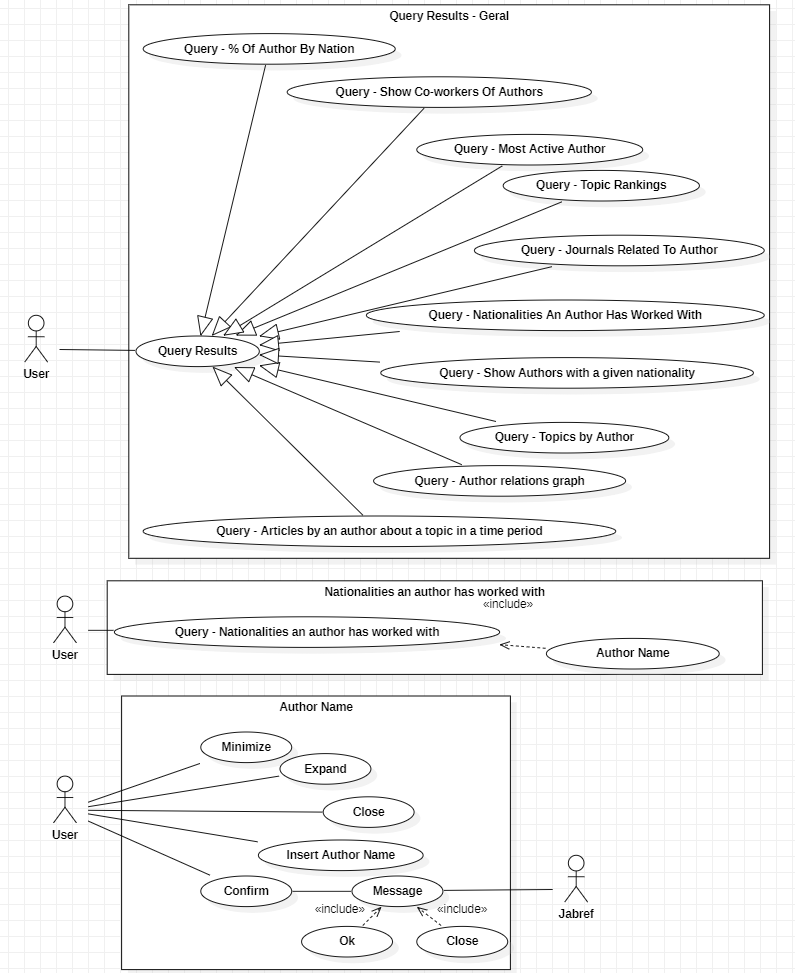 Query Results - Geral
Query - % Of Author By Nation
Query - Show Co-workers Of Authors
Query - Most Active Author
Query - Topic Rankings
Query - Journals Related To Author
Query - Nationalities An Author Has Worked With
Query Results
User
Query - Show Authors with a given nationality
Query - Topics by Author
Query - Author relations graph
Query - Articles by an author about a topic in a time period
Nationalities an author has worked with
«include»
Query - Nationalities an author has worked with
User
Author Name
Author Name
Minimize
Expand
Close
User
Insert Author Name
Confirm
Message
Jabref
«include»
«include»
Ok
Close